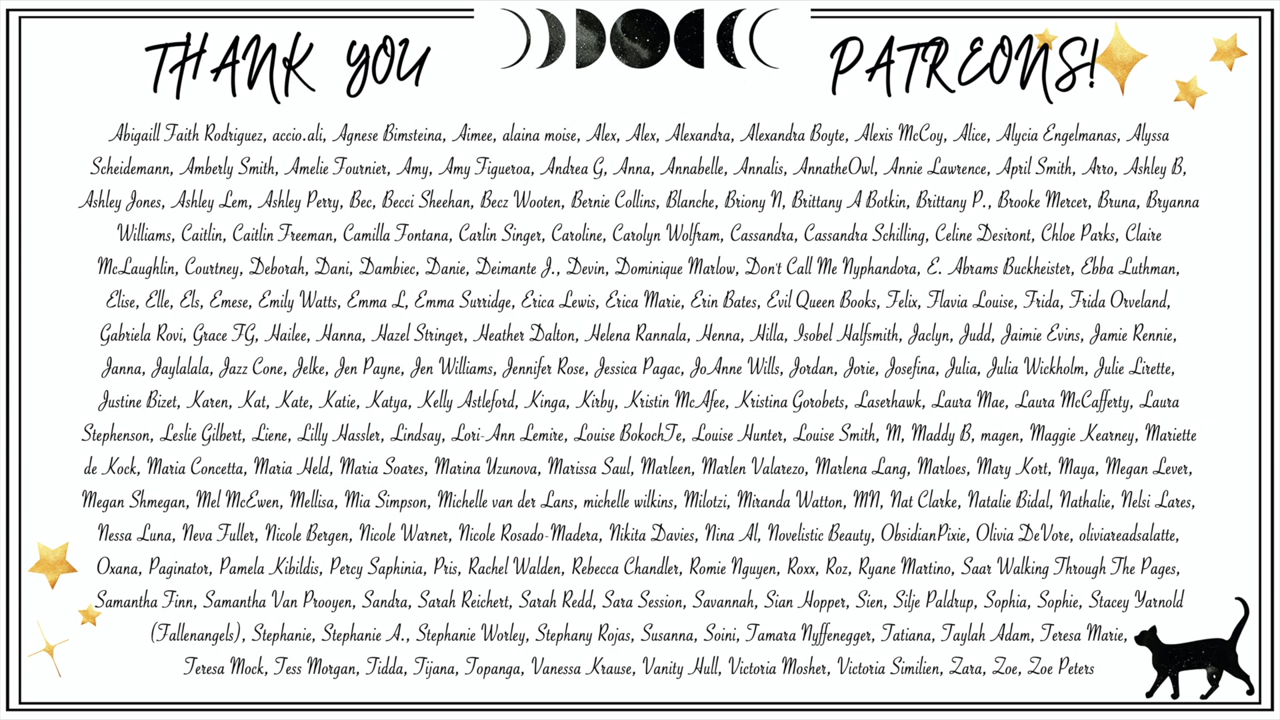 THANK YOU PATREONS!
Abigaill Faith Rodriguez, accio.ali, Agnese Bimsteina, Aimee, alaina moise, Alex, Alex, Alexandra, Alexandra Boyte, Alexis McCoy, Alice, Alycia Engelmanas, Alyssa
Scheidemann, Amberly Smith, Amelie Fournier, Amy, Amy Figueroa, Andrea G, Anna, Annabelle, Annalis, AnnatheOwl, Annie Lawrence, April Smith, Arro, Ashley B,
Ashley Jones, Ashley Lem, Ashley Perry, Bec, Becci Sheehan, Becz Wooten, Bernie Collins, Blanche, Briony N, Brittany A Botkin, Brittany P., Brooke Mercer, Bruna, Bryanna
Williams, Caitlin, Caitlin Freeman, Camilla Fontana, Carlin Singer, Caroline, Carolyn Wolfram, Cassandra, Cassandra Schilling, Celine Desiront, Chloe Parks, Claire
McLaughlin, Courtney, Deborah, Dani, Dambiec, Danie, Deimante J., Devin, Dominique Marlow, Don't Call Me Nyphandora, E. Abrams Buckheister, Ebba Luthman,
Elise, Elle, Els, Emese, Emily Watts, Emma L, Emma Surridge, Erica Lewis, Erica Marie, Erin Bates, Evil Queen Books, Felix, Flavia Louise, Frida, Frida Orveland,
Gabriela Rovi, Grace FG, Hailee, Hanna, Hazel Stringer, Heather Dalton, Helena Rannala, Henna, Hilla, Isobel Halfsmith, Jaclyn, Judd, Jaimie Evins, Jamie Rennie,
Janna, Jaylalala, Jazz Cone, Jelke, Jen Payne, Jen Williams, Jennifer Rose, Jessica Pagac, JoAnne Wills, Jordan, Jorie, Josefina, Julia, Julia Wickholm, Julie Lirette,
Justine Bizet, Karen, Kat, Kate, Katie, Katya, Kelly Astleford, Kinga, Kirby, Kristin McAfee, Kristina Gorobets, Laserhawk, Laura Mae, Laura McCafferty, Laura
Stephenson, Leslie Gilbert, Liene, Lilly Hassler, Lindsay, Lori-Ann Lemire, Louise BokochTe, Louise Hunter, Louise Smith, M, Maddy B, magen, Maggie Kearney, Mariette
de Kock, Maria Concetta, Maria Held, Maria Soares, Marina Uzunova, Marissa Saul, Marleen, Marlen Valarezo, Marlena Lang, Marloes, Mary Kort, Maya, Megan Lever,
Megan Shmegan, Mel McEwen, Mellisa, Mia Simpson, Michelle van der Lans, michelle wilkins, Milotzi, Miranda Watton, MN, Nat Clarke, Natalie Bidal, Nathalie, Nelsi Lares,
Nessa Luna, Neva Fuller, Nicole Bergen, Nicole Warner, Nicole Rosado-Madera, Nikita Davies, Nina Al, Novelistic Beauty, ObsidianPixie, Olivia DeVore, oliviareadsalatte,
Oxana, Paginator, Pamela Kibildis, Percy Saphinia, Pris, Rachel Walden, Rebecca Chandler, Romie Nguyen, Roxx, Roz, Ryane Martino, Saar Walking Through The Pages,
Samantha Finn, Samantha Van Prooyen, Sandra, Sarah Reichert, Sarah Redd, Sara Session, Savannah, Sian Hopper, Sien, Silje Paldrup, Sophia, Sophie, Stacey Yarnold
(Fallenangels), Stephanie, Stephanie A., Stephanie Worley, Stephany Rojas, Susanna, Soini, Tamara Nyffenegger, Tatiana, Taylah Adam, Teresa Marie,
Teresa Mock, Tess Morgan, Tidda, Tijana, Topanga, Vanessa Krause, Vanity Hull, Victoria Mosher, Victoria Similien, Zara, Zoe, Zoe Peters